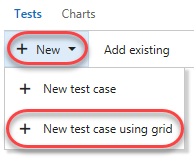 Tests Charts
+ New Add existing
+ New test case
+ New test case using grid